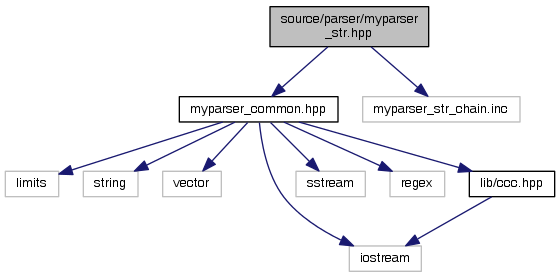 source/parser/myparser
_str.hpp
myparser_common.hpp
myparser_str_chain.inc
limits
string
vector
sstream
regex
lib/ccc.hpp
iostream